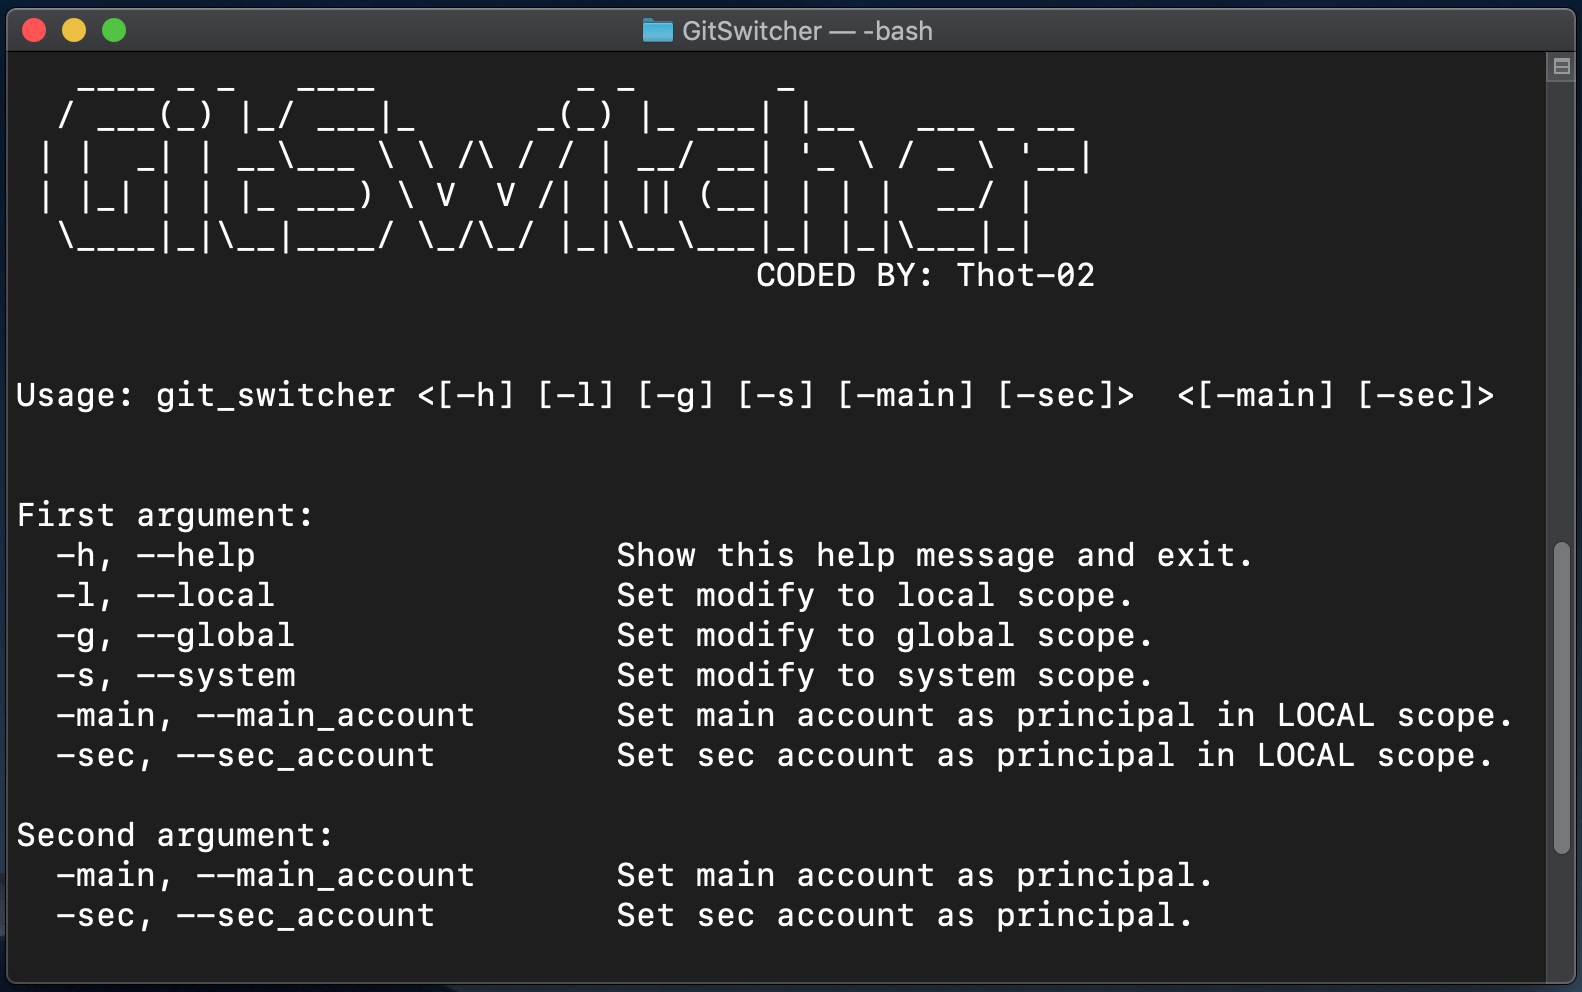 GitSwitcher — -bash
GitSwitcher
CODED BY: Thot-02
Usage: git_switcher <[-h] [-l] [-g] [-s] [-main] [-sec]>  <[-main] [-sec]>
First argument:
-h, --help Show this help message and exit.
-l, --local Set modify to local scope.
-g, --global Set modify to global scope.
-s, --system Set modify to system scope.
-main, --main_account Set main account as principal in LOCAL scope.
-sec, --sec_account Set sec account as principal in LOCAL scope.
Second argument:
-main, --main_account Set main account as principal.
-sec, --sec_account Set sec account as principal.